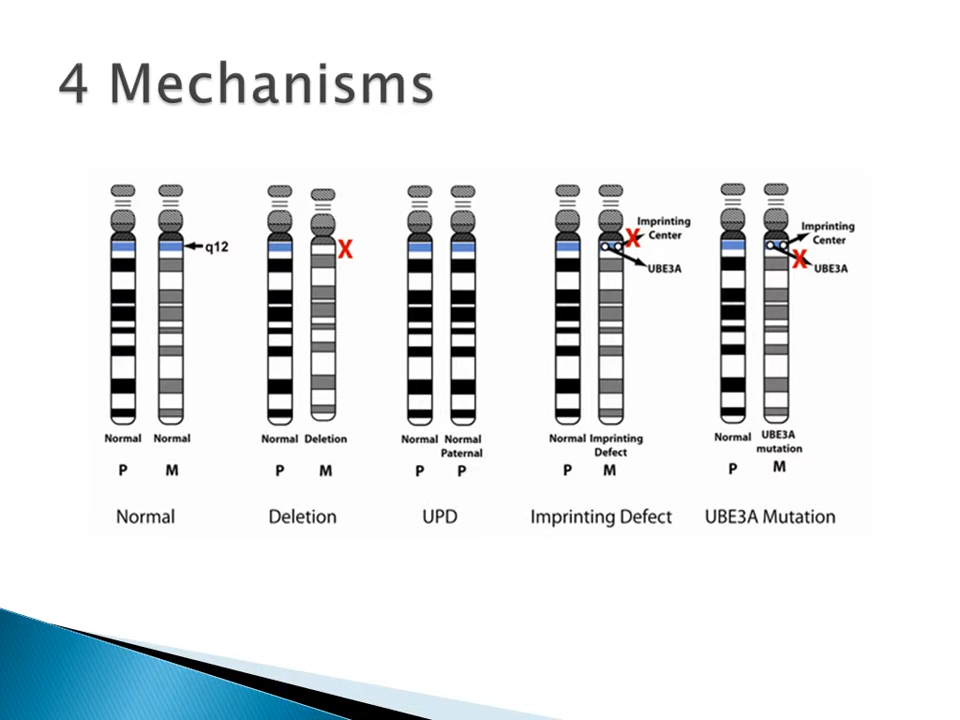 4 Mechanisms
q12
X
X
Imprinting
Center
UBE3A
Imprinting
Center
X
UBE3A
Normal Normal
P M
Normal
Normal Deletion
P M
Deletion
Normal Normal
Paternal
P P
UPD
Normal Imprinting
Defect
P M
Imprinting Defect
Normal UBE3A
mutation
P M
UBE3A Mutation